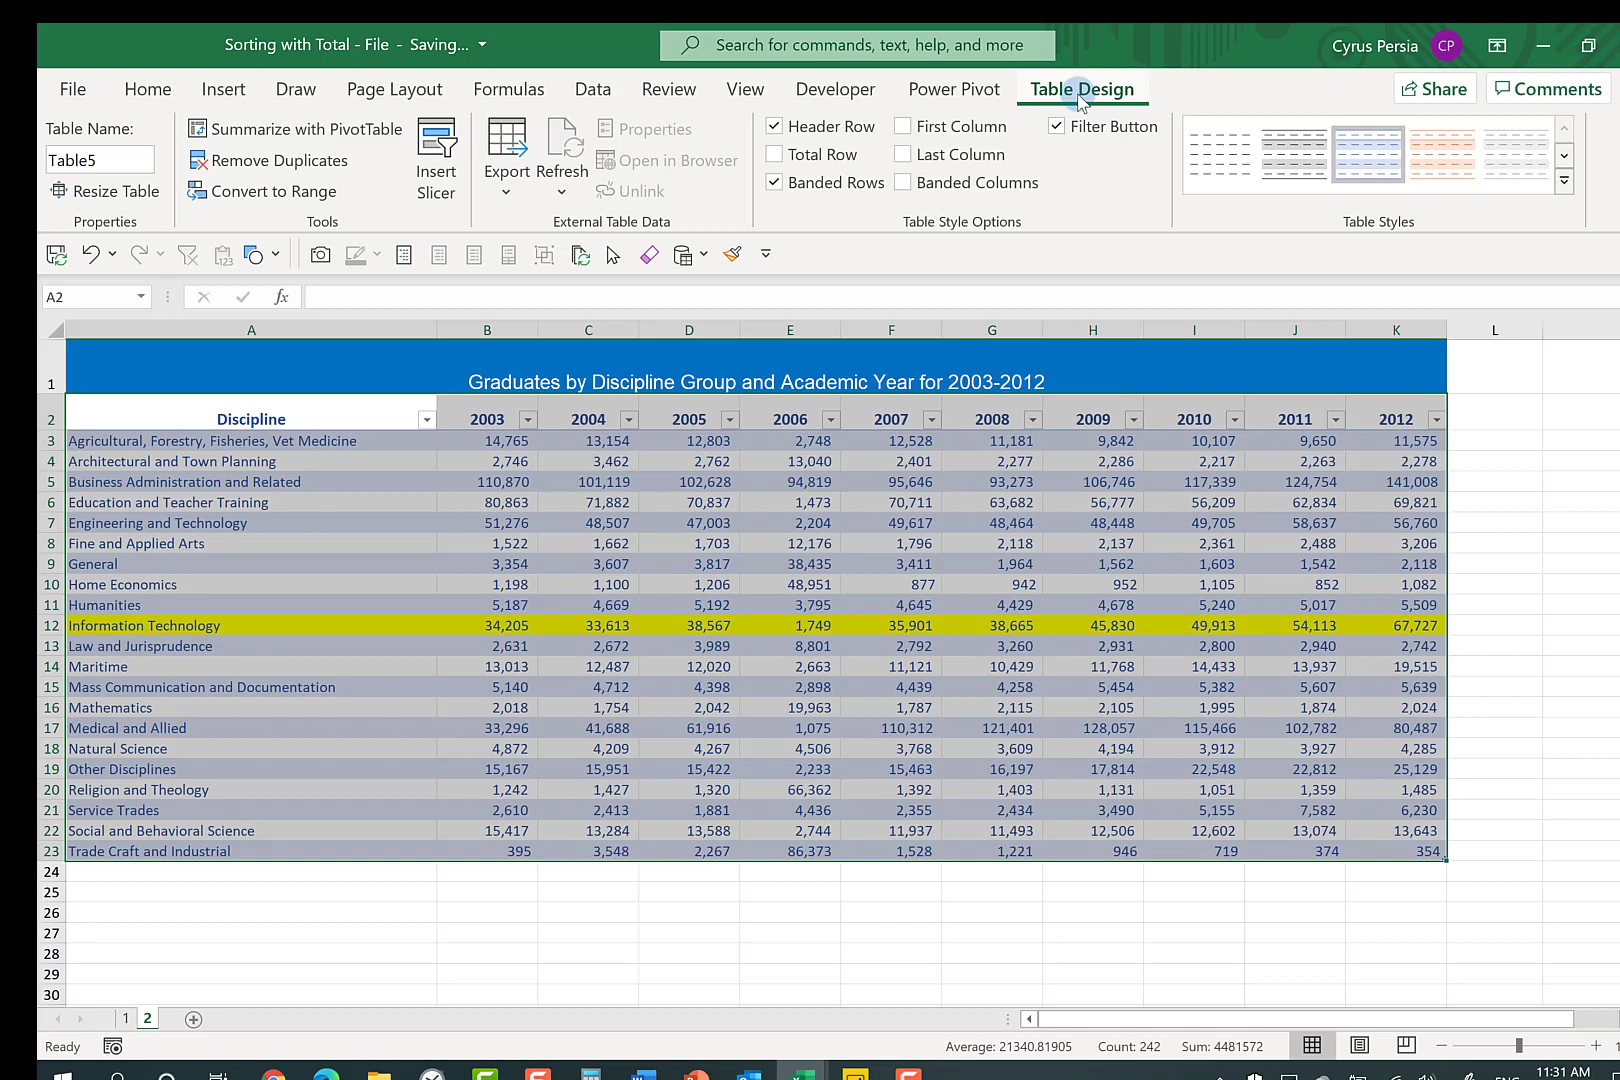 Sorting with Total - File - Saving...
Search for commands, text, help, and more
Cyrus Persia CP
File Home Insert Draw Page Layout Formulas Data Review View Developer Power Pivot Table Design Share Comments
Table Name:
Table5
Resize Table
Properties
Summarize with PivotTable
Remove Duplicates
Convert to Range
Tools
Insert
Slicer
Export Refresh
Properties
Open in Browser
Unlink
External Table Data
Header Row First Column Filter Button
Total Row Last Column
Banded Rows Banded Columns
Table Style Options
Table Styles
A2 fx
A B C D E F G H I J K L
1 Graduates by Discipline Group and Academic Year for 2003-2012
2 Discipline 2003 2004 2005 2006 2007 2008 2009 2010 2011 2012
3 Agricultural, Forestry, Fisheries, Vet Medicine 14,765 13,154 12,803 2,748 12,528 11,181 9,842 10,107 9,650 11,575
4 Architectural and Town Planning 2,746 3,462 2,762 13,040 2,401 2,277 2,286 2,217 2,263 2,278
5 Business Administration and Related 110,870 101,119 102,628 94,819 95,646 93,273 106,746 117,339 124,754 141,008
6 Education and Teacher Training 80,863 71,882 70,837 1,473 70,711 63,682 56,777 56,209 62,834 69,821
7 Engineering and Technology 51,276 48,507 47,003 2,204 49,617 48,464 48,448 49,705 58,637 56,760
8 Fine and Applied Arts 1,522 1,662 1,703 12,176 1,796 2,118 2,137 2,361 2,488 3,206
9 General 3,354 3,607 3,817 38,435 3,411 1,964 1,562 1,603 1,542 2,118
10 Home Economics 1,198 1,100 1,206 48,951 877 942 952 1,105 852 1,082
11 Humanities 5,187 4,669 5,192 3,795 4,645 4,429 4,678 5,240 5,017 5,509
12 Information Technology 34,205 33,613 38,567 1,749 35,901 38,665 45,830 49,913 54,113 67,727
13 Law and Jurisprudence 2,631 2,672 3,989 8,801 2,792 3,260 2,931 2,800 2,940 2,742
14 Maritime 13,013 12,487 12,020 2,663 11,121 10,429 11,768 14,433 13,937 19,515
15 Mass Communication and Documentation 5,140 4,712 4,398 2,898 4,439 4,258 5,454 5,382 5,607 5,639
16 Mathematics 2,018 1,754 2,042 19,963 1,787 2,115 2,105 1,995 1,874 2,024
17 Medical and Allied 33,296 41,688 61,916 1,075 110,312 121,401 128,057 115,466 102,782 80,487
18 Natural Science 4,872 4,209 4,267 4,506 3,768 3,609 4,194 3,912 3,927 4,285
19 Other Disciplines 15,167 15,951 15,422 2,233 15,463 16,197 17,814 22,548 22,812 25,129
20 Religion and Theology 1,242 1,427 1,320 66,362 1,392 1,403 1,131 1,051 1,359 1,485
21 Service Trades 2,610 2,413 1,881 4,436 2,355 2,434 3,490 5,155 7,582 6,230
22 Social and Behavioral Science 15,417 13,284 13,588 2,744 11,937 11,493 12,506 12,602 13,074 13,643
23 Trade Craft and Industrial 395 3,548 2,267 86,373 1,528 1,221 946 719 374 354
24
25
26
27
28
29
30
1 2
Ready Average: 21340.81905 Count: 242 Sum: 4481572
11:31 AM